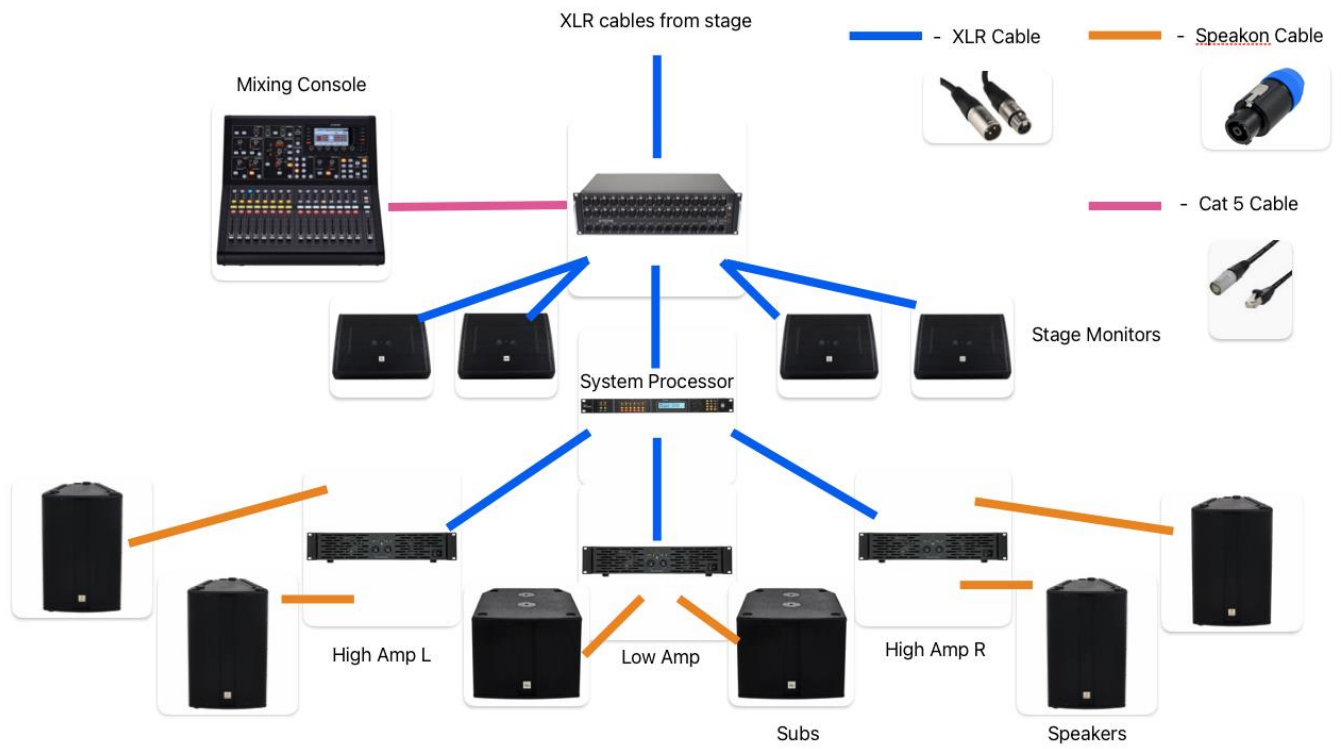 XLR cables from stage
- XLR Cable
- Speakon Cable
Mixing Console
- Cat 5 Cable
Stage Monitors
System Processor
High Amp L
Low Amp
High Amp R
Subs
Speakers